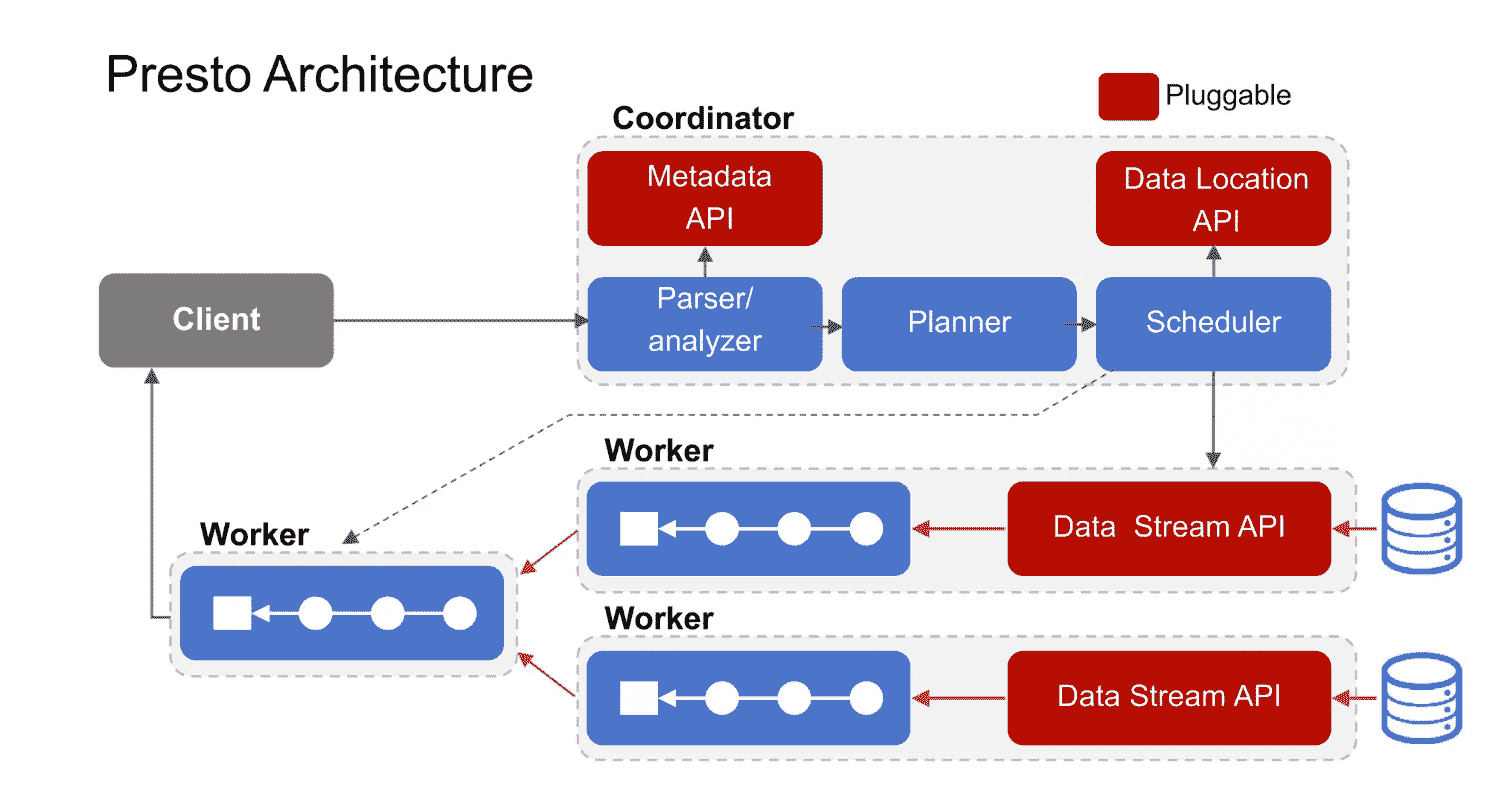 Presto Architecture
Pluggable
Coordinator
Metadata
API
Data Location
API
Client
Parser/
analyzer
Planner
Scheduler
Worker
Data  Stream API
Worker
Worker
Data Stream API